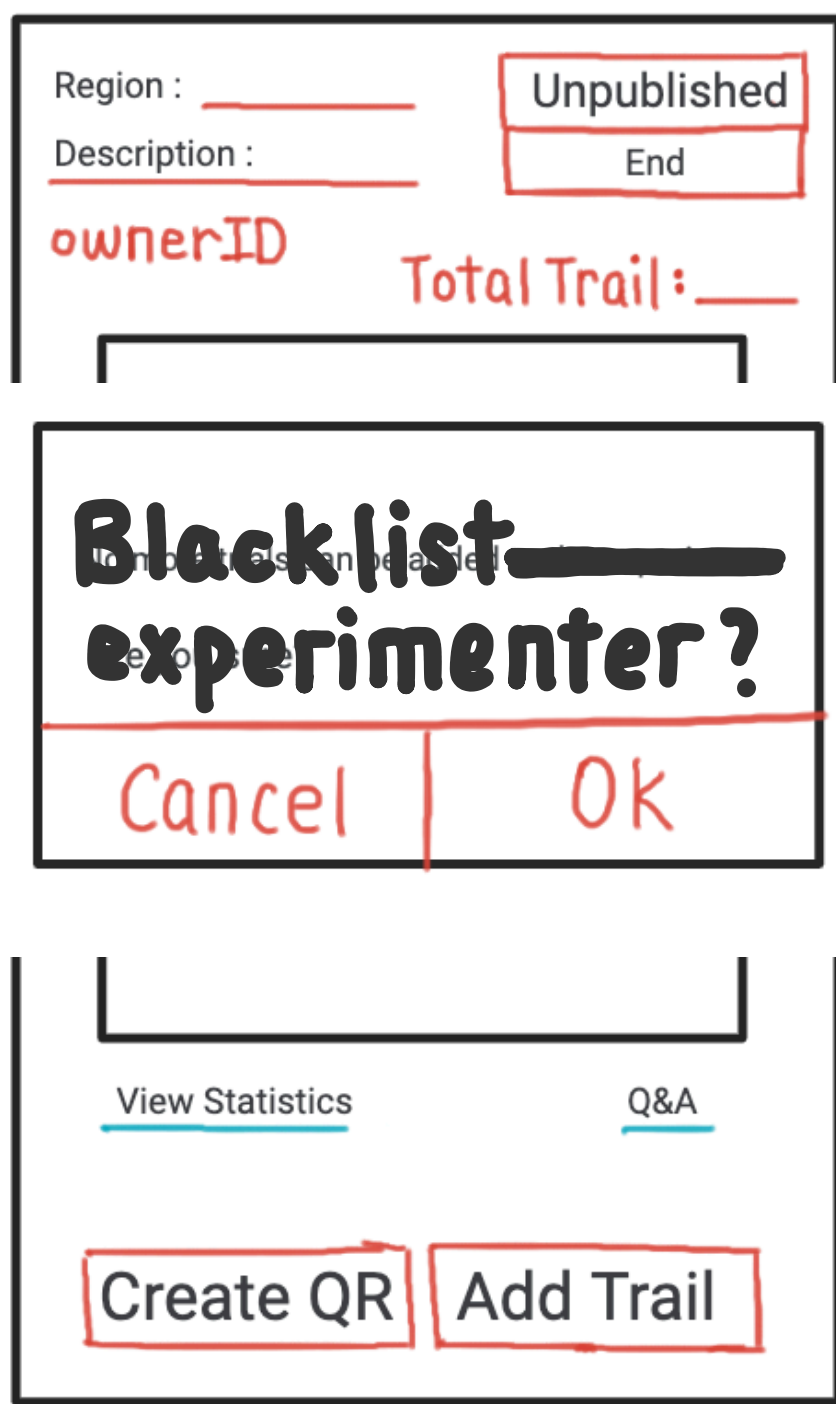 Region :
Unpublished
Description :
End
ownerID
Total Trail:
Blacklist
experimenter?
Cancel
OK
View Statistics
Q&A
Create QR
Add Trail